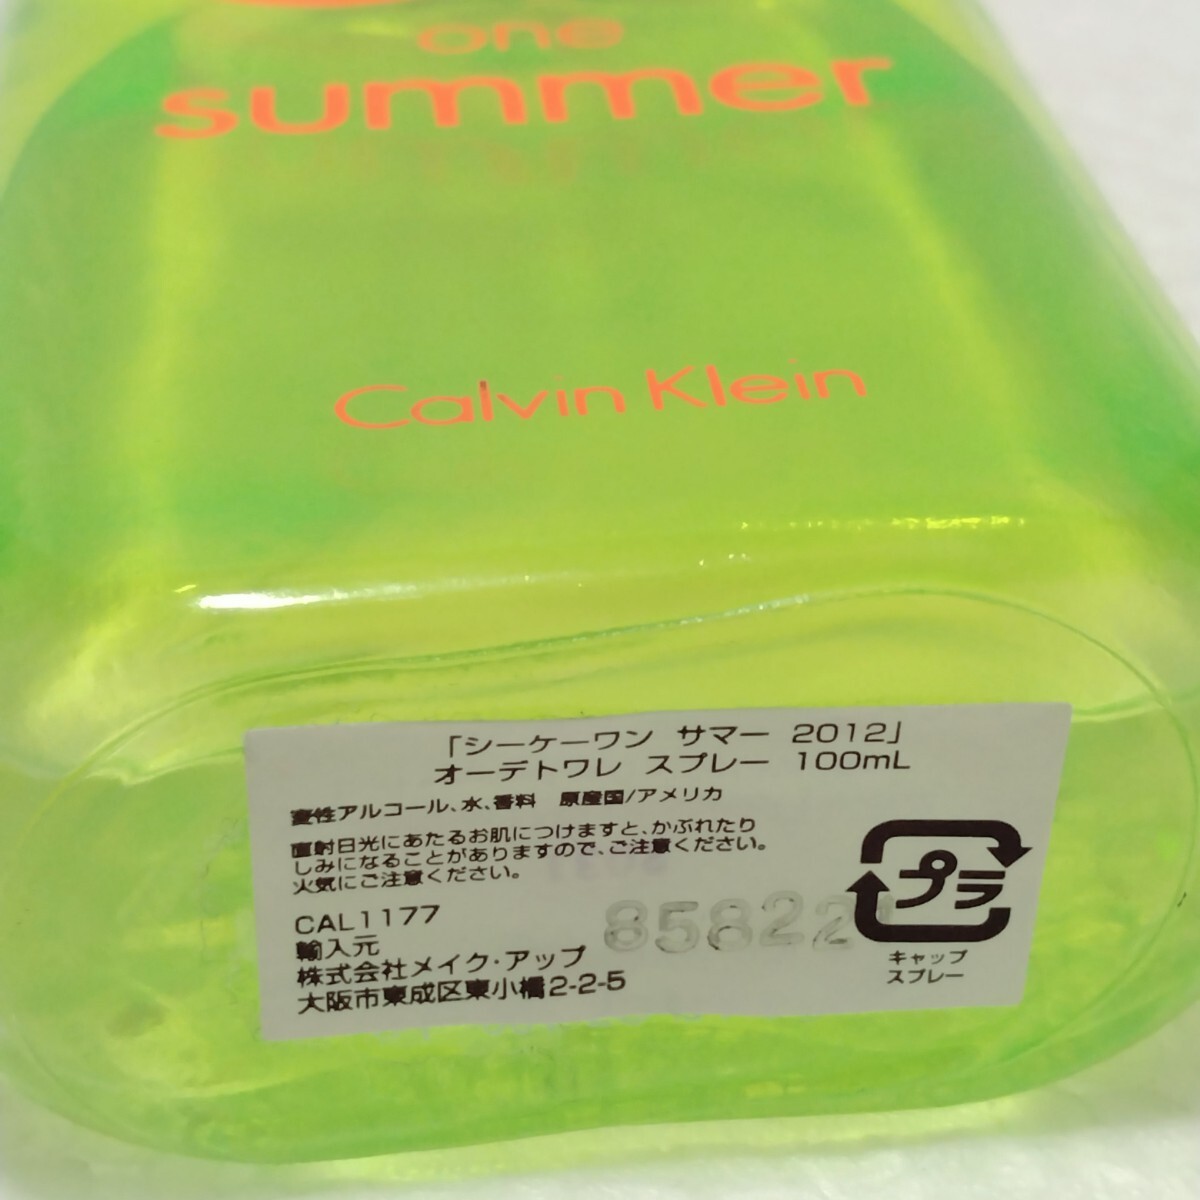 one
summer
Calvin Klein
「シーケーワン サマー 2012」
オーデトワレ スプレー 100mL
変性アルコール、水、香料 原産国/アメリカ
直射日光にあたるお肌につけますと、かぶれたり
しみになることがありますので、ご注意ください。
火気にご注意ください。
CAL1177
輸入元
株式会社メイク・アップ
大阪市東成区東小橋2-2-5
プラ
キャップ
スプレー